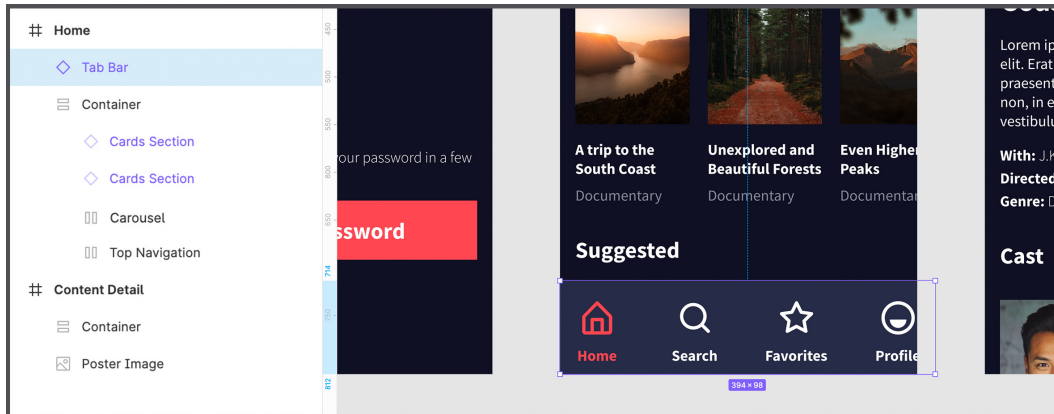 Home
Tab Bar
Container
Cards Section
Cards Section
Carousel
Top Navigation
Content Detail
Container
Poster Image
450
500
550
600
650
714
750
812
your password in a few
ssword
A trip to the
South Coast
Documentary
Unexplored and
Beautiful Forests
Documentary
Even Higher
Peaks
Documentar
Suggested
Home
Search
Favorites
Profile
394 × 98
Lorem ip
elit. Erat
praesent
non, in e
vestibulu
With: J.K
Directed
Genre: D
Cast